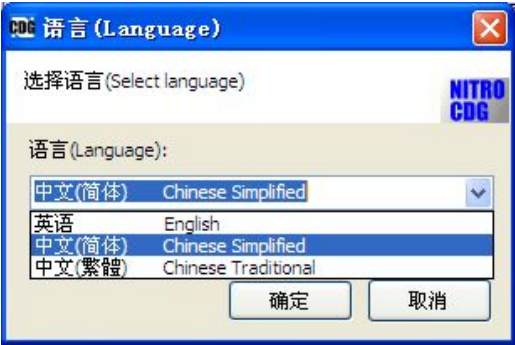 CDG 语言(Language)
选择语言(Select language)
NITRO
CDG
语言(Language):
中文(简体) Chinese Simplified
英语 English
中文(简体) Chinese Simplified
中文(繁體) Chinese Traditional
确定 取消